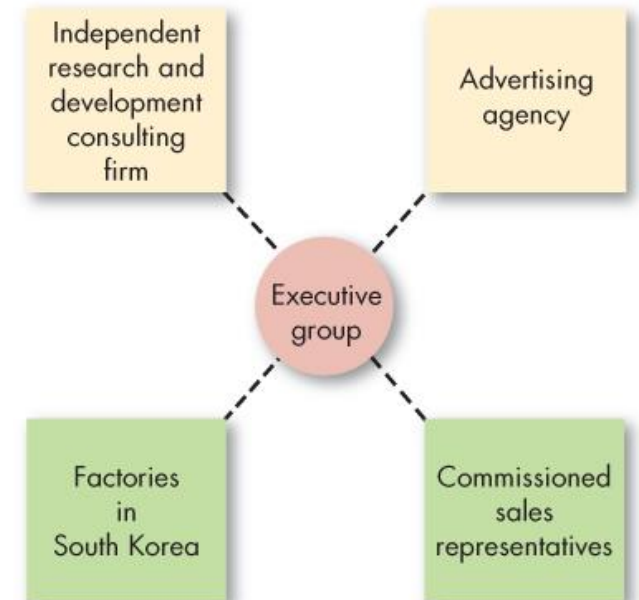 Independent
research and
development
consulting
firm
Advertising
agency
Executive
group
Factories
in
South Korea
Commissioned
sales
representatives